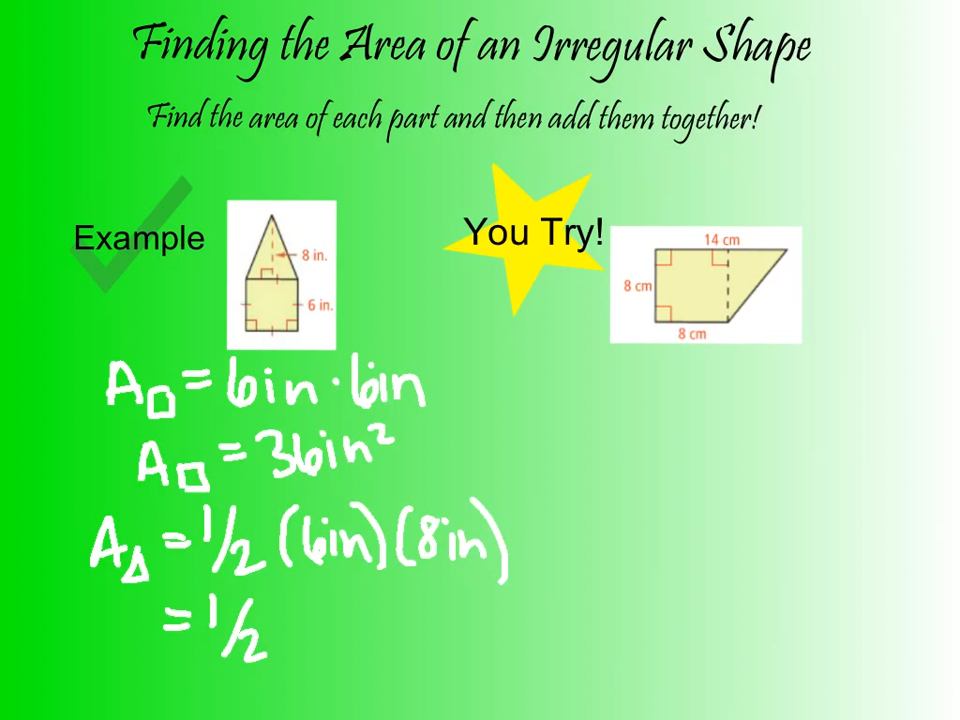 Finding the Area of an Irregular Shape
Find the area of each part and then add them together!
Example
8 in.
6 in.
You Try!
14 cm
8 cm
8 cm
A□ = 6in · 6in
A□ = 36in²
A△ = 1/2 (6in)(8in)
= 1/2